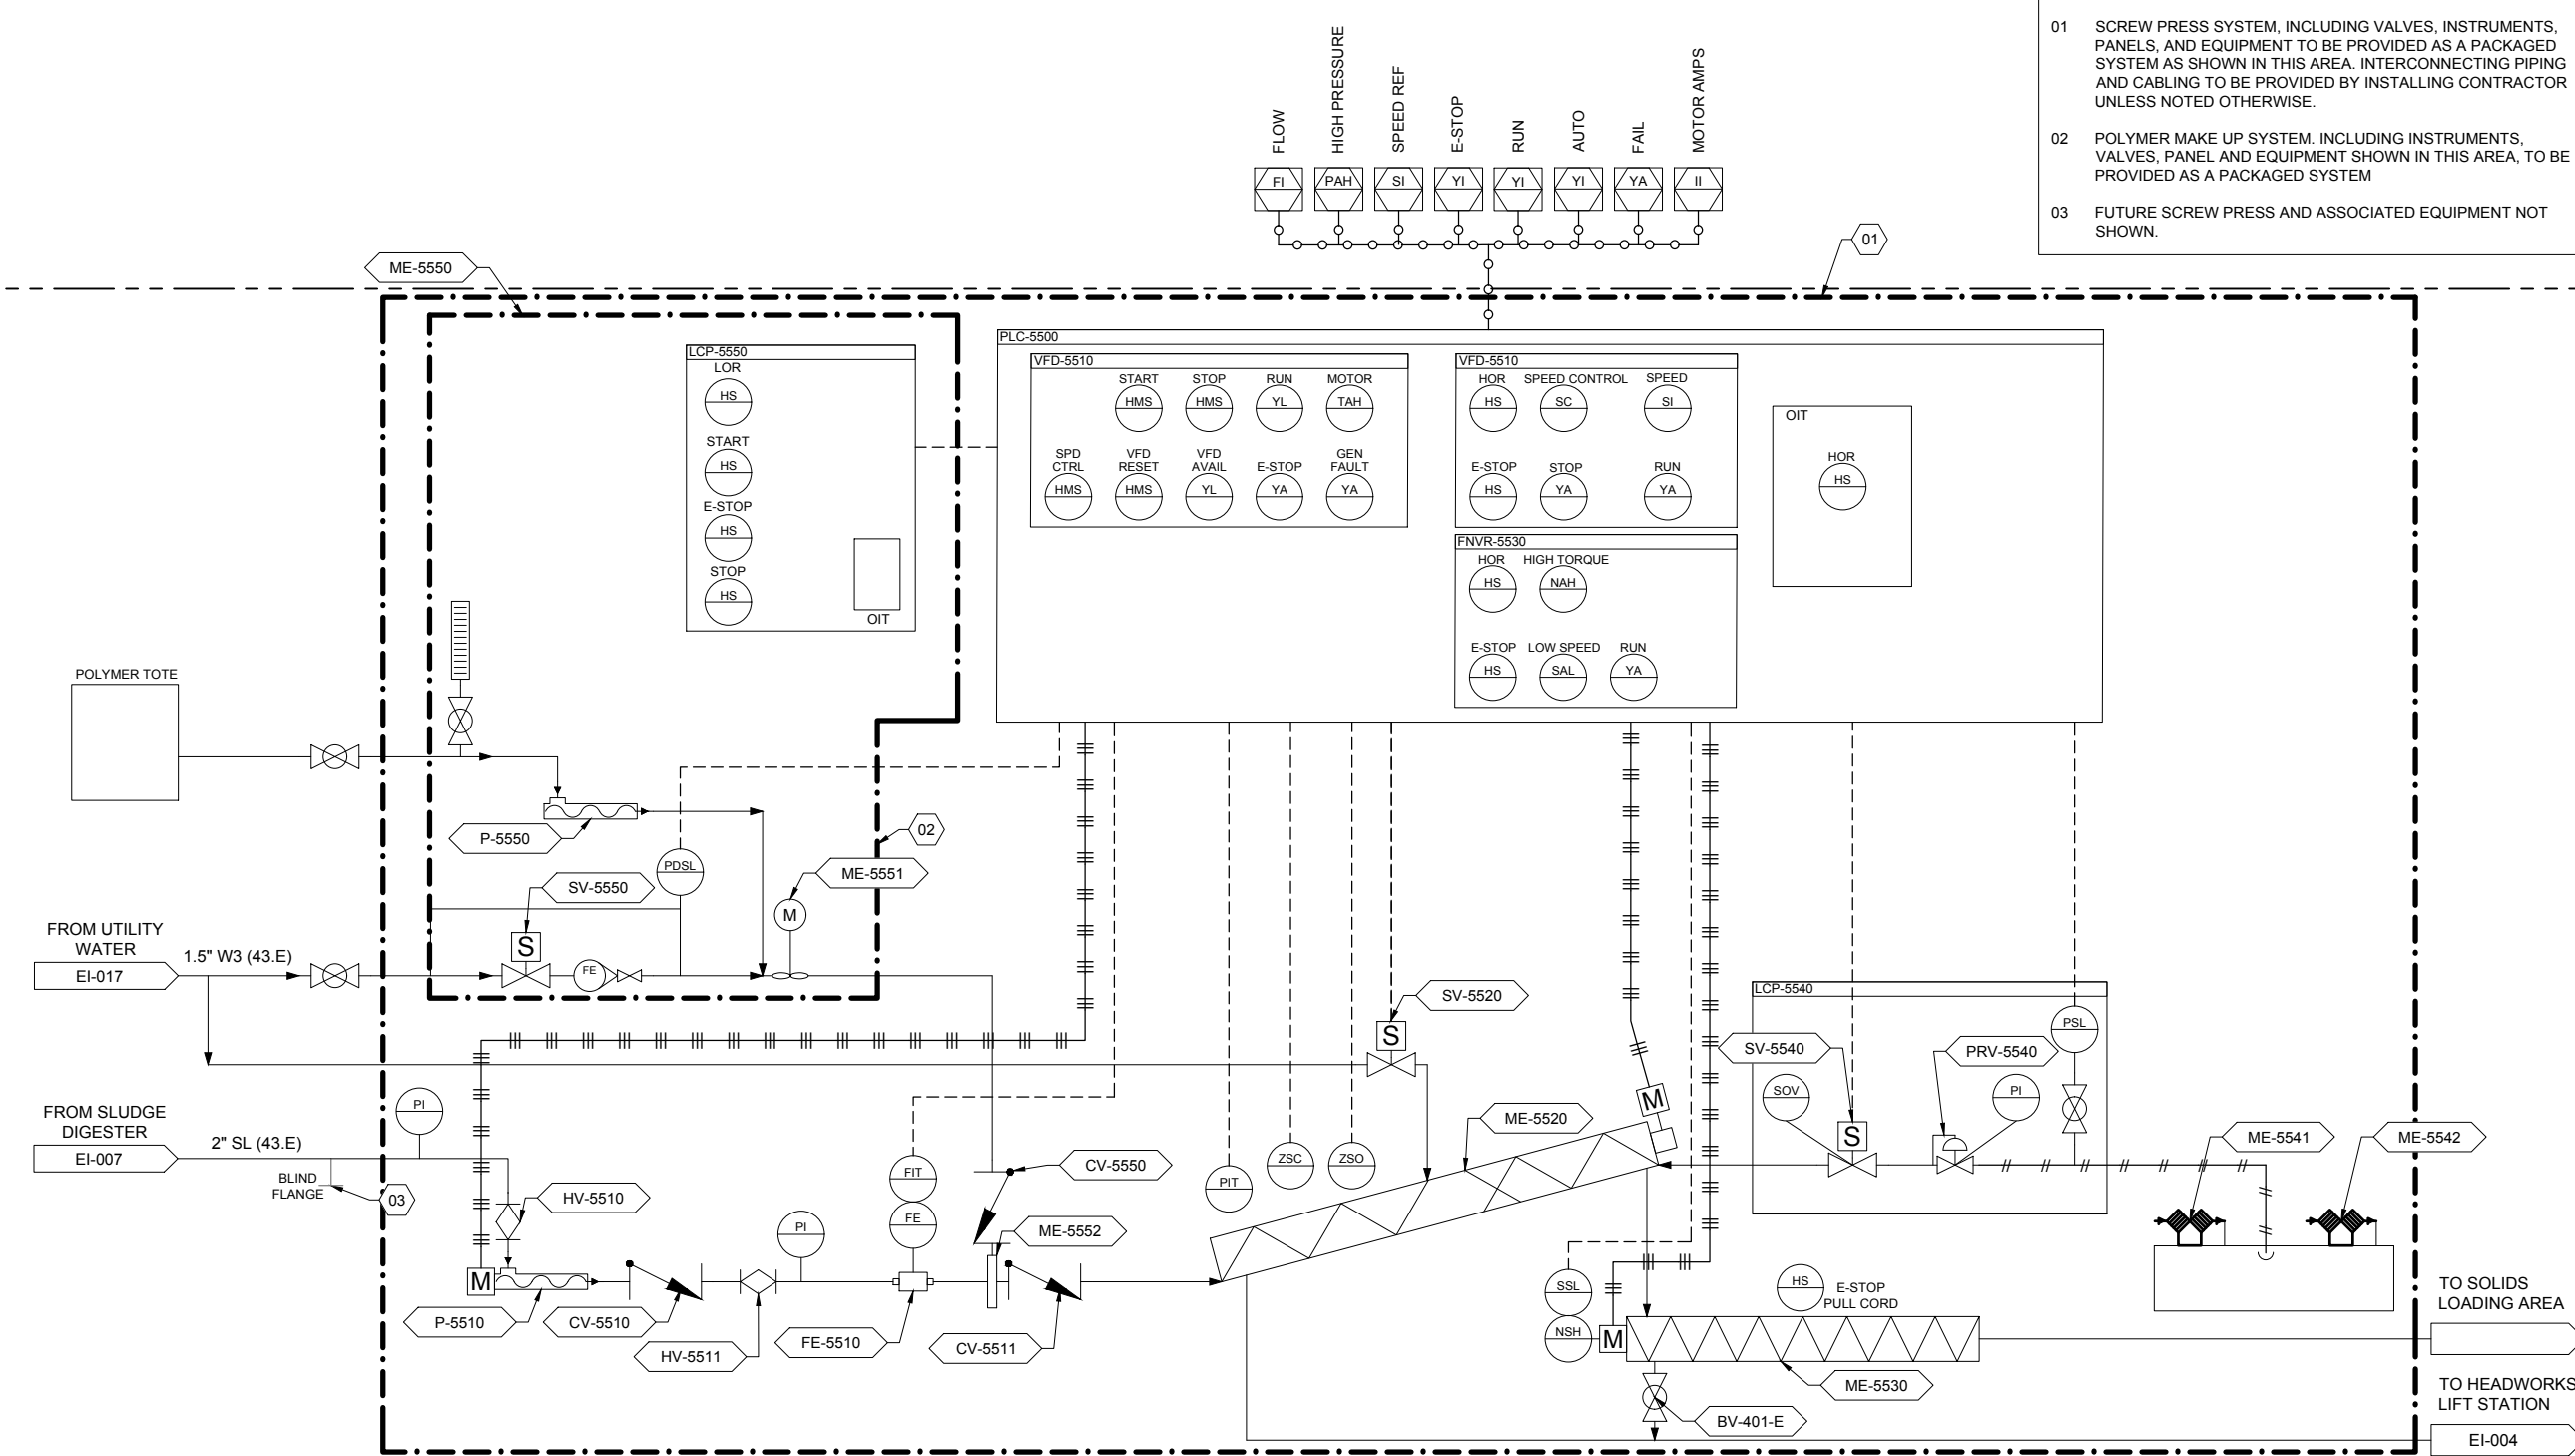 01 SCREW PRESS SYSTEM, INCLUDING VALVES, INSTRUMENTS,
PANELS, AND EQUIPMENT TO BE PROVIDED AS A PACKAGED
SYSTEM AS SHOWN IN THIS AREA. INTERCONNECTING PIPING
AND CABLING TO BE PROVIDED BY INSTALLING CONTRACTOR
UNLESS NOTED OTHERWISE.
02 POLYMER MAKE UP SYSTEM. INCLUDING INSTRUMENTS,
VALVES, PANEL AND EQUIPMENT SHOWN IN THIS AREA, TO BE
PROVIDED AS A PACKAGED SYSTEM
03 FUTURE SCREW PRESS AND ASSOCIATED EQUIPMENT NOT
SHOWN.
FLOW
HIGH PRESSURE
SPEED REF
E-STOP
RUN
AUTO
FAIL
MOTOR AMPS
FI
PAH
SI
YI
YI
YI
YA
II
01
ME-5550
LCP-5550
LOR
HS
START
HS
E-STOP
HS
STOP
HS
OIT
PLC-5500
VFD-5510
START
HMS
STOP
HMS
RUN
YL
MOTOR
TAH
SPD
CTRL
HMS
VFD
RESET
HMS
VFD
AVAIL
YL
E-STOP
YA
GEN
FAULT
YA
VFD-5510
HOR
HS
SPEED CONTROL
SC
SPEED
SI
E-STOP
HS
STOP
YA
RUN
YA
FNVR-5530
HOR
HS
HIGH TORQUE
NAH
E-STOP
HS
LOW SPEED
SAL
RUN
YA
OIT
HOR
HS
POLYMER TOTE
P-5550
02
PDSL
SV-5550
ME-5551
M
S
FE
FROM UTILITY
WATER
EI-017
1.5" W3 (43.E)
SV-5520
S
LCP-5540
PSL
SV-5540
PRV-5540
SOV
S
PI
M
FROM SLUDGE
DIGESTER
EI-007
2" SL (43.E)
PI
BLIND
FLANGE
03
HV-5510
M
P-5510
CV-5510
HV-5511
PI
FIT
FE
FE-5510
CV-5550
ME-5552
CV-5511
PIT
ZSC
ZSO
ME-5520
ME-5541
ME-5542
SSL
NSH
M
HS
E-STOP
PULL CORD
ME-5530
BV-401-E
TO SOLIDS
LOADING AREA
TO HEADWORKS
LIFT STATION
EI-004